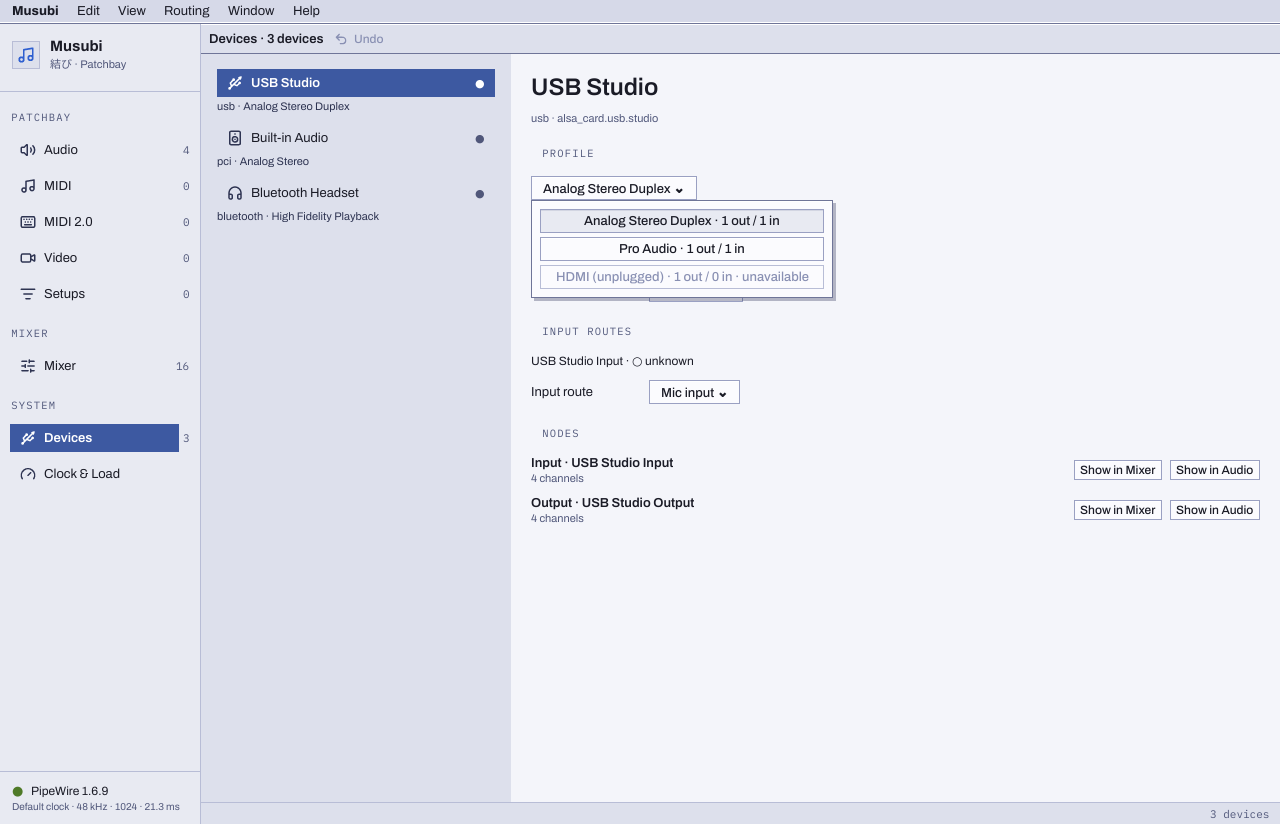 Musubi Edit View Routing Window Help
Musubi
結び · Patchbay
PATCHBAY
Audio 4
MIDI 0
MIDI 2.0 0
Video 0
Setups 0
MIXER
Mixer 16
SYSTEM
Devices 3
Clock & Load
PipeWire 1.6.9
Default clock · 48 kHz · 1024 · 21.3 ms
Devices · 3 devices Undo
USB Studio
usb · Analog Stereo Duplex
Built-in Audio
pci · Analog Stereo
Bluetooth Headset
bluetooth · High Fidelity Playback
USB Studio
usb · alsa_card.usb.studio
PROFILE
Analog Stereo Duplex
Analog Stereo Duplex · 1 out / 1 in
Pro Audio · 1 out / 1 in
HDMI (unplugged) · 1 out / 0 in · unavailable
INPUT ROUTES
USB Studio Input · ○ unknown
Input route Mic input
NODES
Input · USB Studio Input
4 channels
Show in Mixer Show in Audio
Output · USB Studio Output
4 channels
Show in Mixer Show in Audio
3 devices